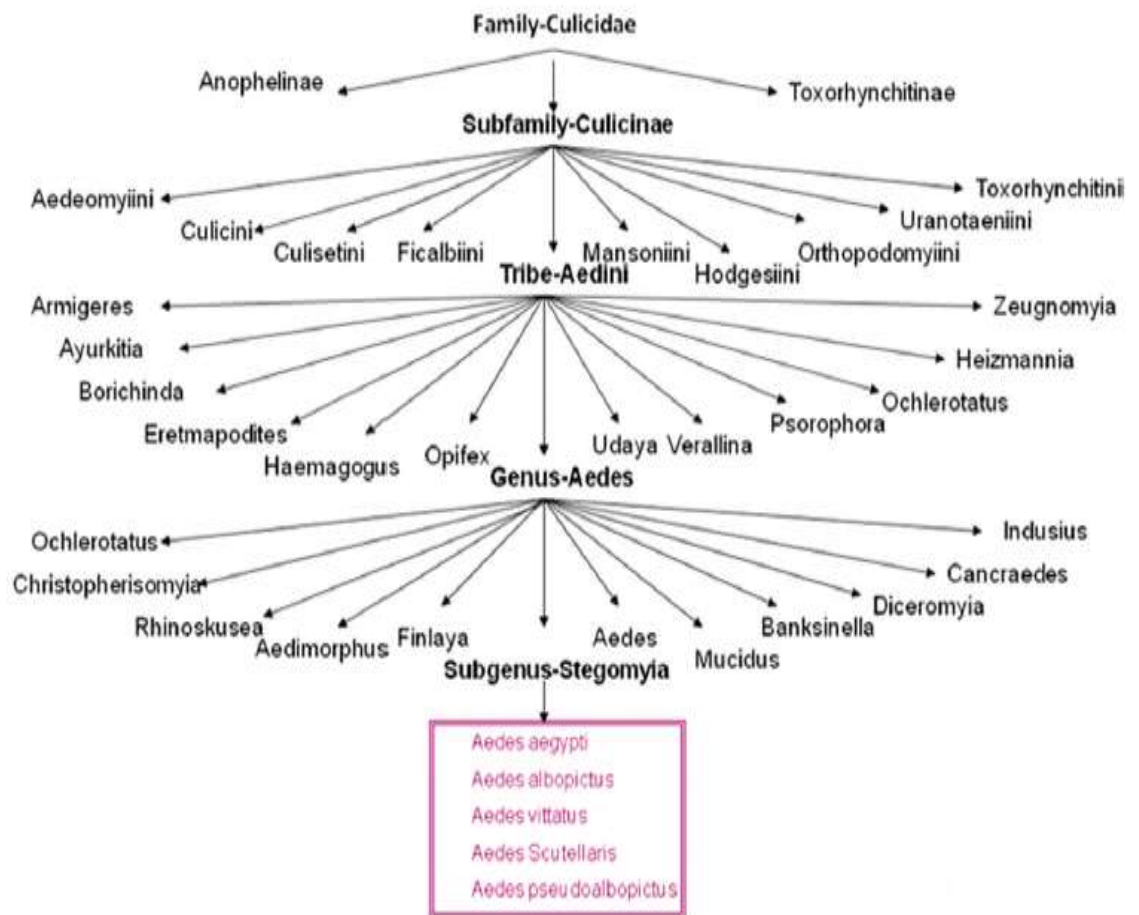 Family-Culicidae
Anophelinae
Toxorhynchitinae
Subfamily-Culicinae
Aedeomyiini
Culicini
Culisetini
Ficalbiini
Mansoniini
Hodgesiini
Orthopodomyiini
Uranotaeniini
Toxorhynchitinii
Tribe-Aedini
Armigeres
Ayurkitia
Borichinda
Eretmapodites
Haemagogus
Opifex
Udaya
Verallina
Psorophora
Ochlerotatus
Heizmannia
Zeugnomyia
Genus-Aedes
Ochlerotatus
Christopherisomyia
Rhinoskusea
Aedimorphus
Finlaya
Aedes
Mucidus
Banksinella
Diceromyia
Cancraedes
Indusius
Subgenus-Stegomyia
Aedes aegypti
Aedes albopictus
Aedes vittatus
Aedes Scutellaris
Aedes pseudoalbopictus